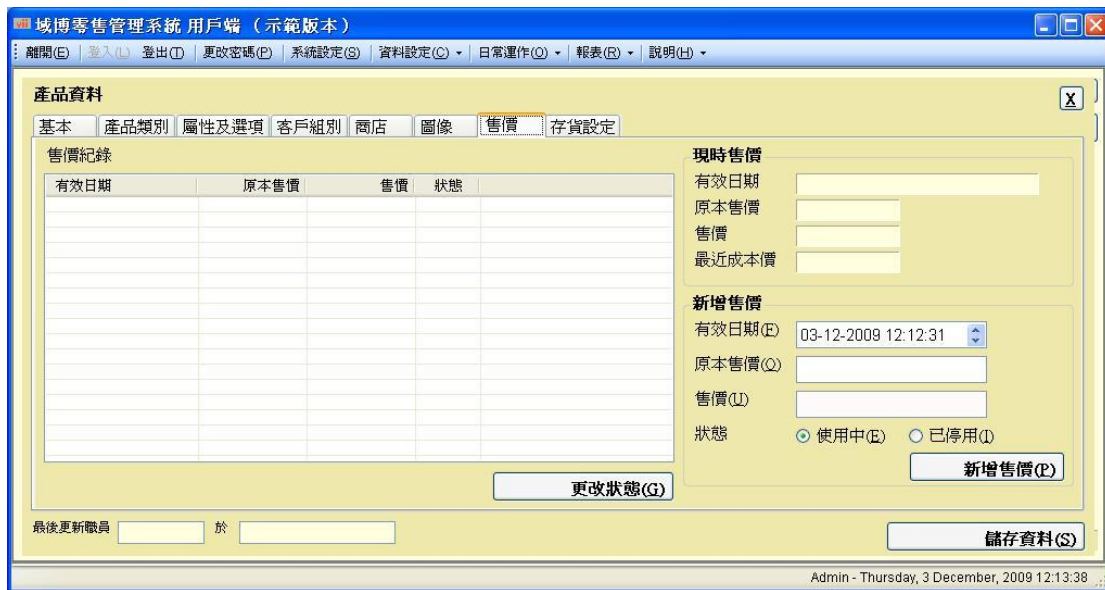 域博零售管理系統 用戶端 （示範版本）
離開(E) 登入(L) 登出(T) 更改密碼(P) 系統設定(S) 資料設定(C) 日常運作(O) 報表(R) 說明(H)
產品資料
X
基本 產品類別 屬性及選項 客戶組別 商店 圖像 售價 存貨設定
售價紀錄
有效日期 原本售價 售價 狀態
現時售價
有效日期
原本售價
售價
最近成本價
新增售價
有效日期(F) 03-12-2009 12:12:31
原本售價(O)
售價(U)
狀態 使用中(E) 已停用(I)
新增售價(P)
更改狀態(G)
最後更新職員 於
儲存資料(S)
Admin - Thursday, 3 December, 2009 12:13:38